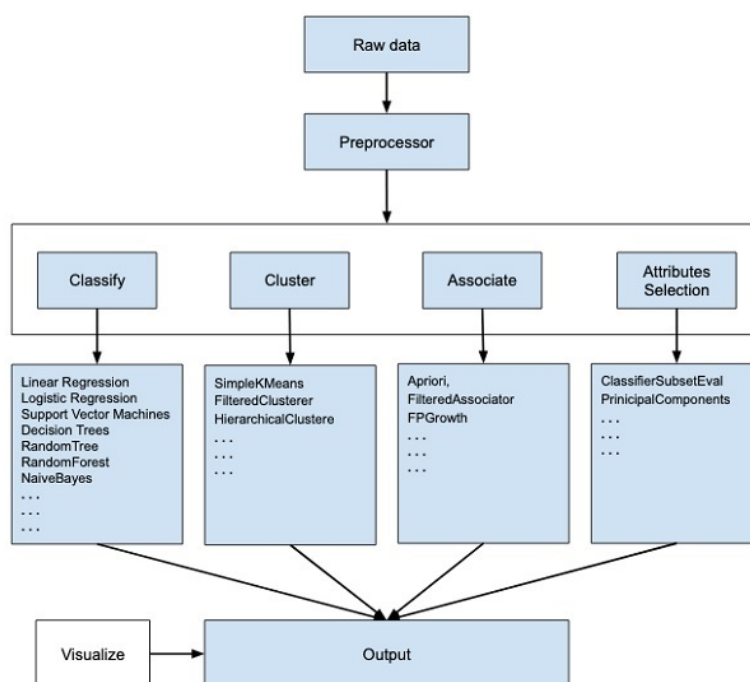 Raw data
Preprocessor
Classify
Cluster
Associate
Attributes
Selection
Linear Regression
Logistic Regression
Support Vector Machines
Decision Trees
RandomTree
RandomForest
NaiveBayes
. . .
. . .
. . .
SimpleKMeans
FilteredClusterer
HierarchicalClustere
. . .
. . .
. . .
Apriori,
FilteredAssociator
FPGrowth
. . .
. . .
. . .
ClassifierSubsetEval
PrinicipalComponents
. . .
. . .
. . .
Visualize
Output